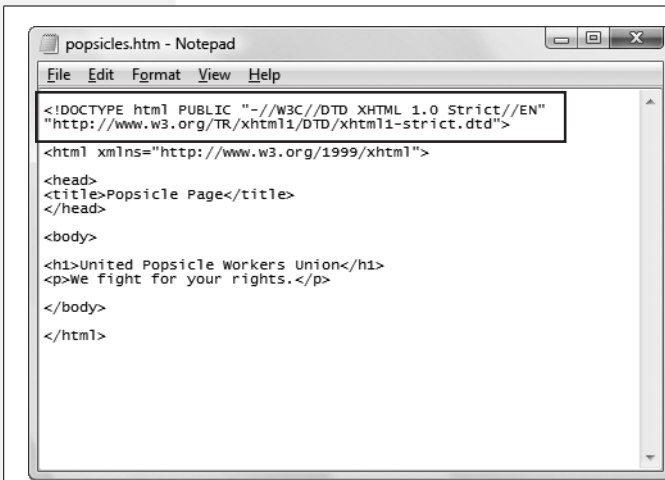 popsicles.htm - Notepad
File Edit Format View Help
<!DOCTYPE html PUBLIC "-//W3C//DTD XHTML 1.0 Strict//EN"
"http://www.w3.org/TR/xhtml1/DTD/xhtml1-strict.dtd">
<html xmlns="http://www.w3.org/1999/xhtml">
<head>
<title>Popsicle Page</title>
</head>
<body>
<h1>United Popsicle Workers Union</h1>
<p>We fight for your rights.</p>
</body>
</html>